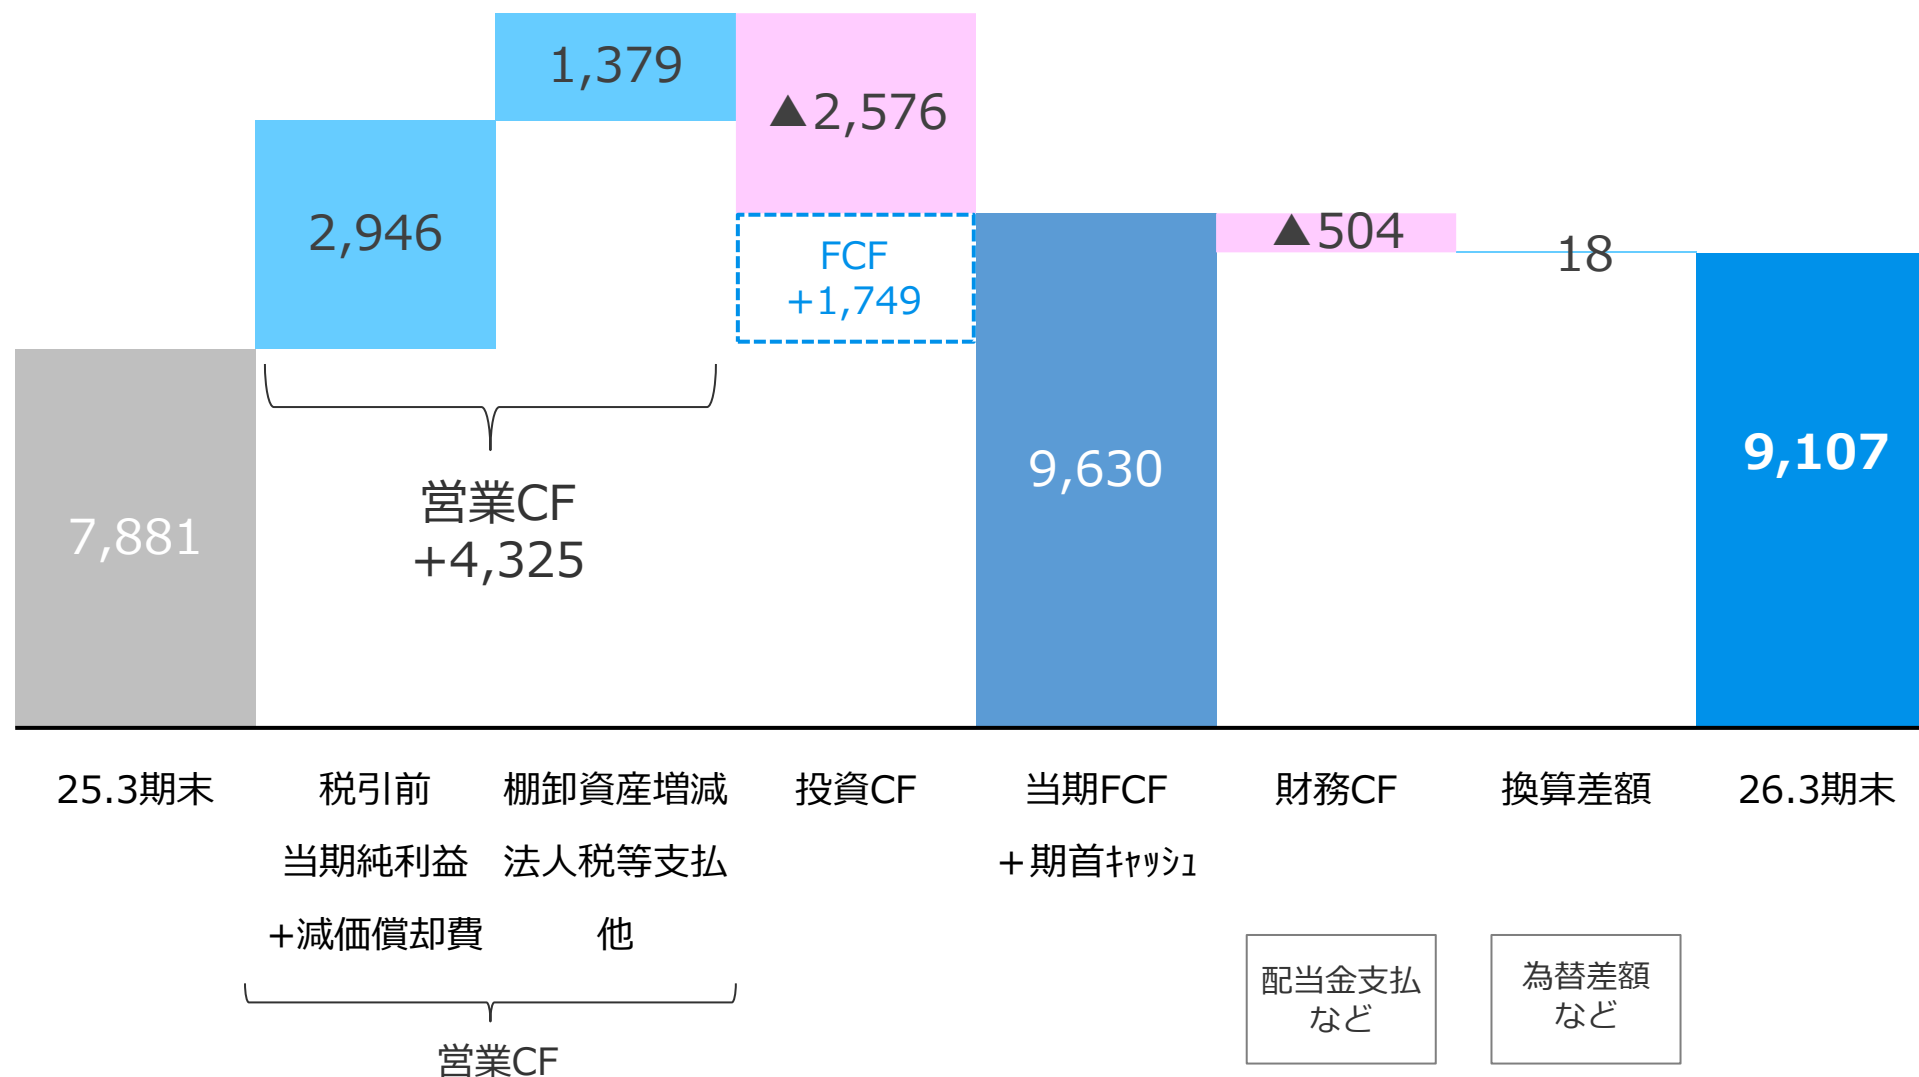 1,379
▲2,576
2,946
▲504
18
FCF
+1,749
9,630
9,107
7,881
営業CF
+4,325
25.3期末
税引前
当期純利益
+減価償却費
棚卸資産増減
法人税等支払
他
投資CF
当期FCF
＋期首ｷｬｯｼｭ
財務CF
換算差額
26.3期末
配当金支払
など
為替差額
など
営業CF